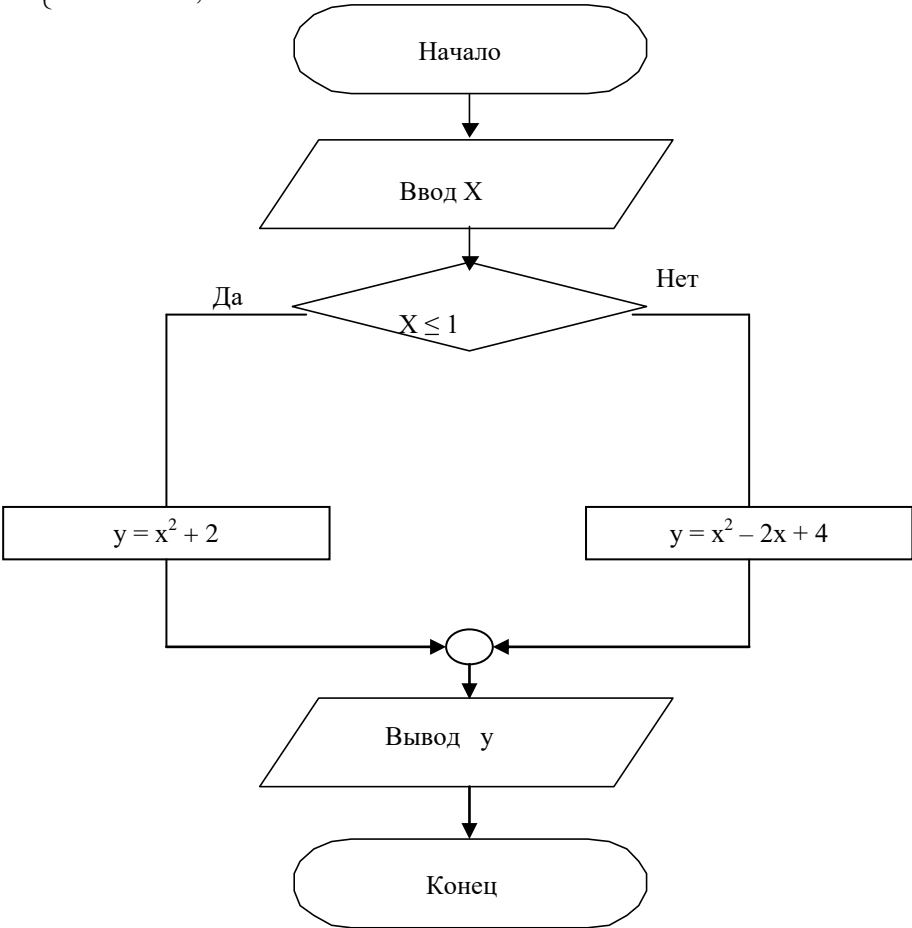 Начало
Ввод X
Да
Нет
X ≤ 1
y = x² + 2
y = x² – 2x + 4
Вывод y
Конец